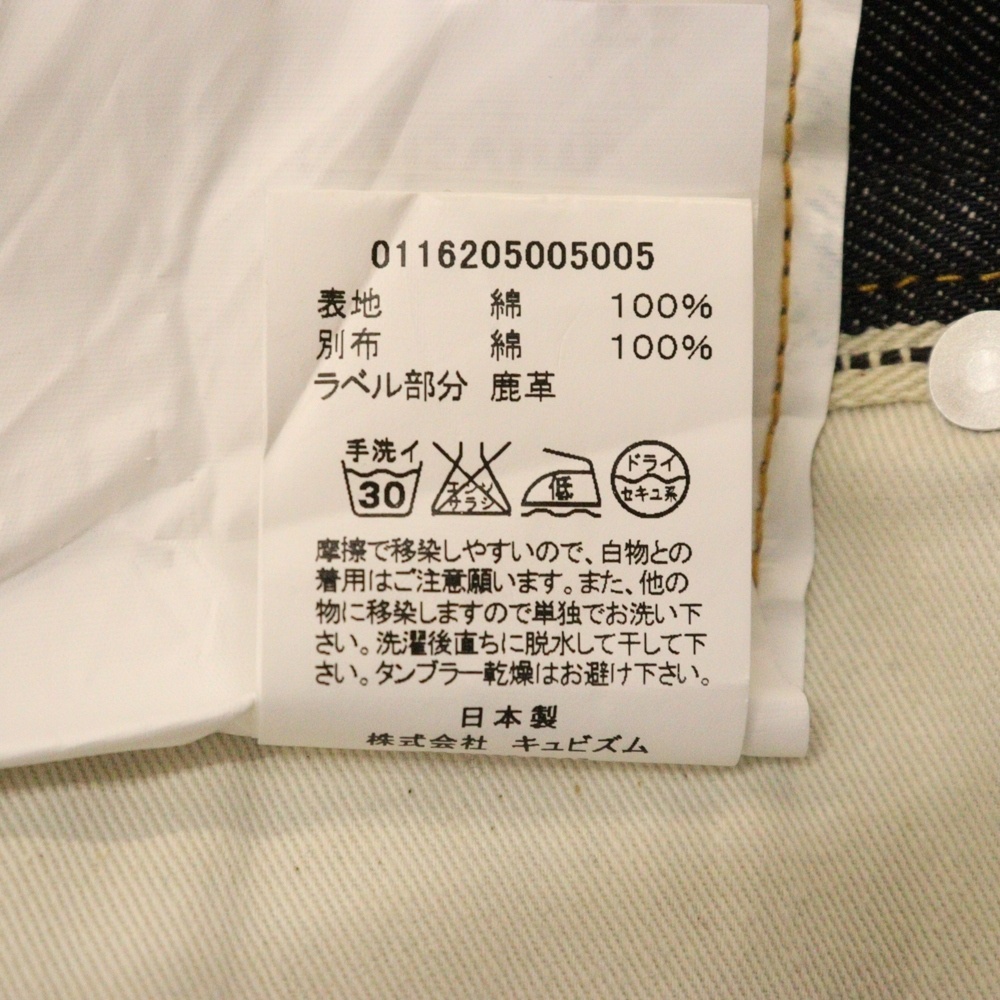 0116205005005
表地 綿 100%
別布 綿 100%
ラベル部分 鹿革
手洗イ
30
エンソ
サラシ
低
ドライ
セキユ系
摩擦で移染しやすいので、白物との
着用はご注意願います。また、他の
物に移染しますので単独でお洗い下
さい。洗濯後直ちに脱水して干して下
さい。タンブラー乾燥はお避け下さい。
日本製
株式会社 キュビズム